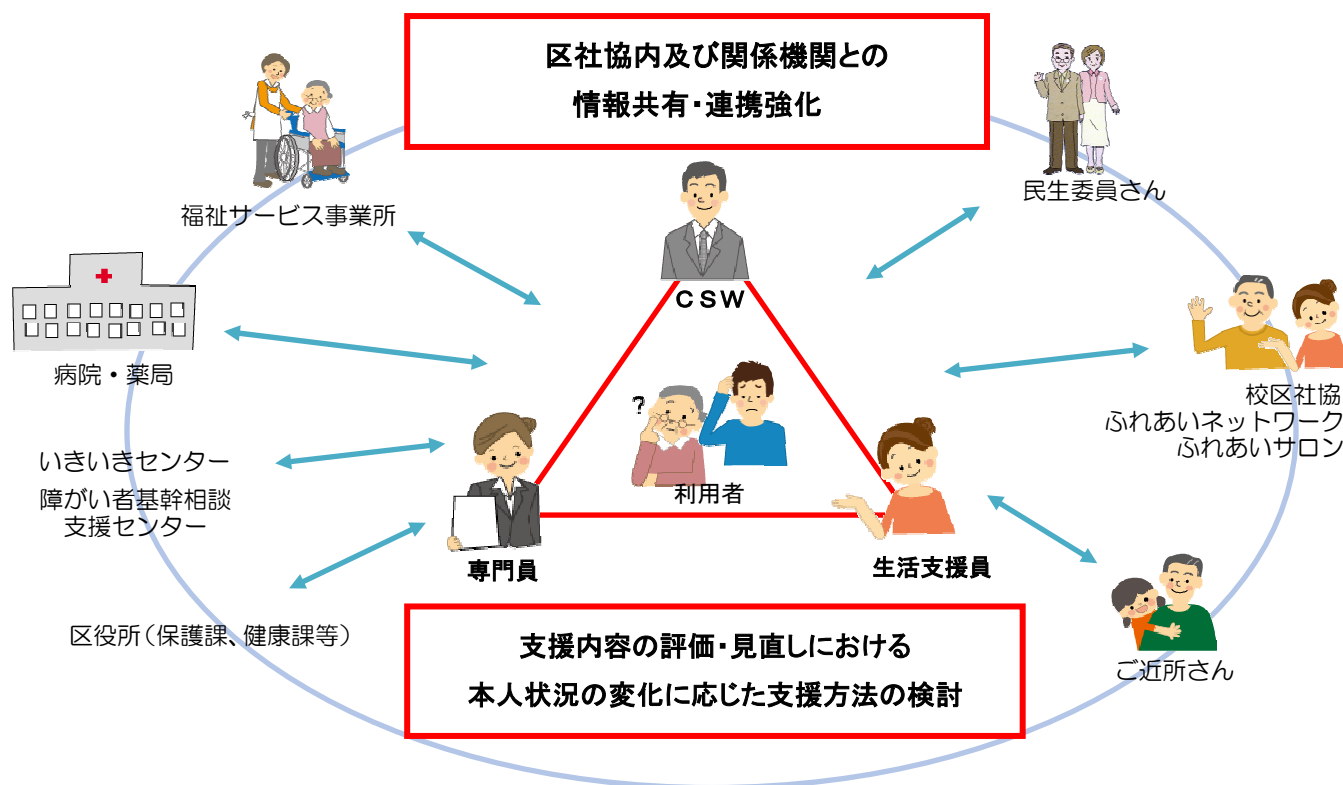 区社協内及び関係機関との
情報共有・連携強化
福祉サービス事業所
民生委員さん
CSW
病院・薬局
校区社協
ふれあいネットワーク
ふれあいサロン
?
利用者
いきいきセンター
障がい者基幹相談
支援センター
専門員
生活支援員
区役所(保護課、健康課等)
ご近所さん
支援内容の評価・見直しにおける
本人状況の変化に応じた支援方法の検討